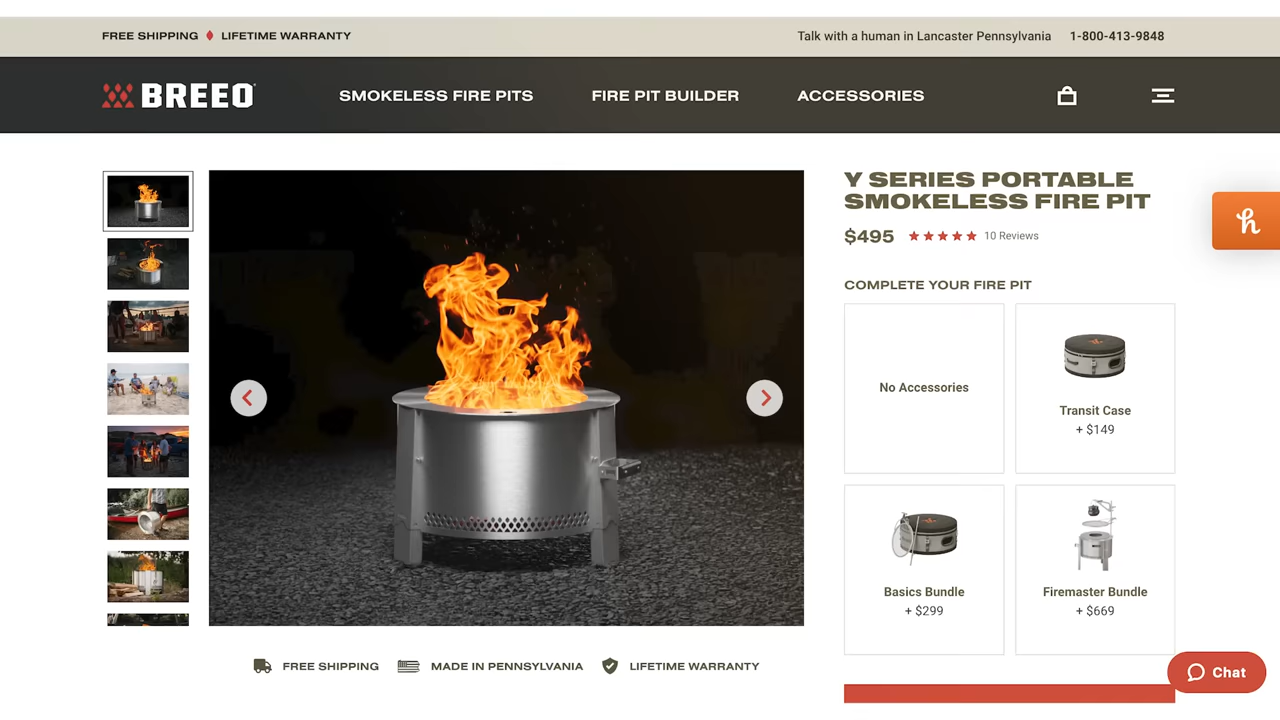 FREE SHIPPING LIFETIME WARRANTY
Talk with a human in Lancaster Pennsylvania 1-800-413-9848
BREEO
SMOKELESS FIRE PITS FIRE PIT BUILDER ACCESSORIES
Y SERIES PORTABLE
SMOKELESS FIRE PIT
$495 10 Reviews
COMPLETE YOUR FIRE PIT
No Accessories
Transit Case
+ $149
Basics Bundle
+ $299
Firemaster Bundle
+ $669
FREE SHIPPING MADE IN PENNSYLVANIA LIFETIME WARRANTY
Chat